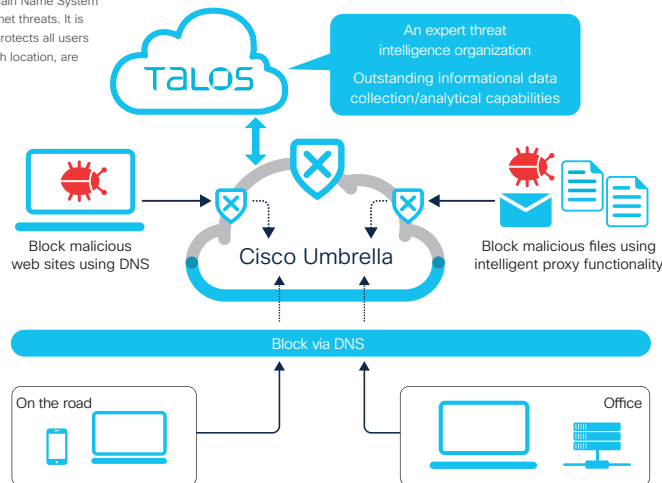 ain Name System
net threats. It is
protects all users
h location, are
TALOS
An expert threat
intelligence organization
Outstanding informational data
collection/analytical capabilities
Block malicious
web sites using DNS
Cisco Umbrella
Block malicious files using
intelligent proxy functionality
Block via DNS
On the road
Office